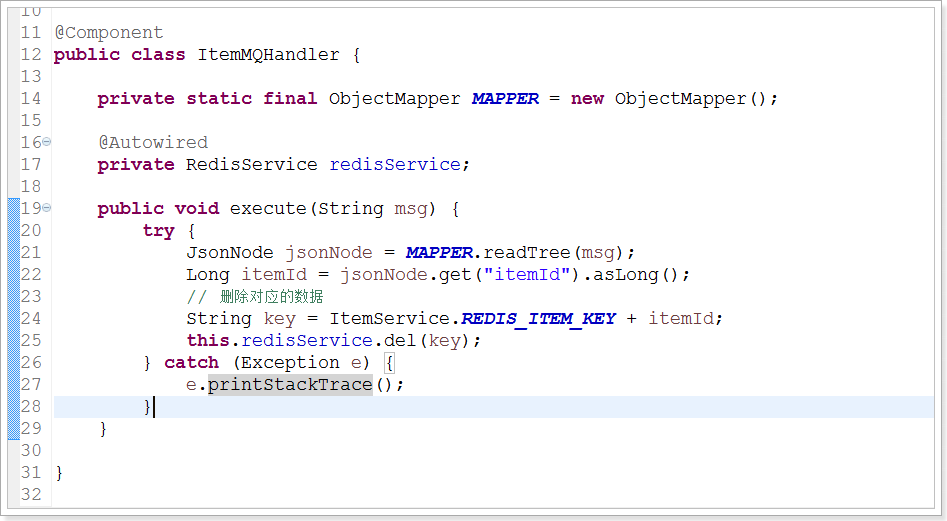 10
11 @Component
12 public class ItemMQHandler {
13
14     private static final ObjectMapper MAPPER = new ObjectMapper();
15
16     @Autowired
17     private RedisService redisService;
18
19     public void execute(String msg) {
20         try {
21             JsonNode jsonNode = MAPPER.readTree(msg);
22             Long itemId = jsonNode.get("itemId").asLong();
23             // 删除对应的数据
24             String key = ItemService.REDIS_ITEM_KEY + itemId;
25             this.redisService.del(key);
26         } catch (Exception e) {
27             e.printStackTrace();
28         }
29     }
30
31 }
32